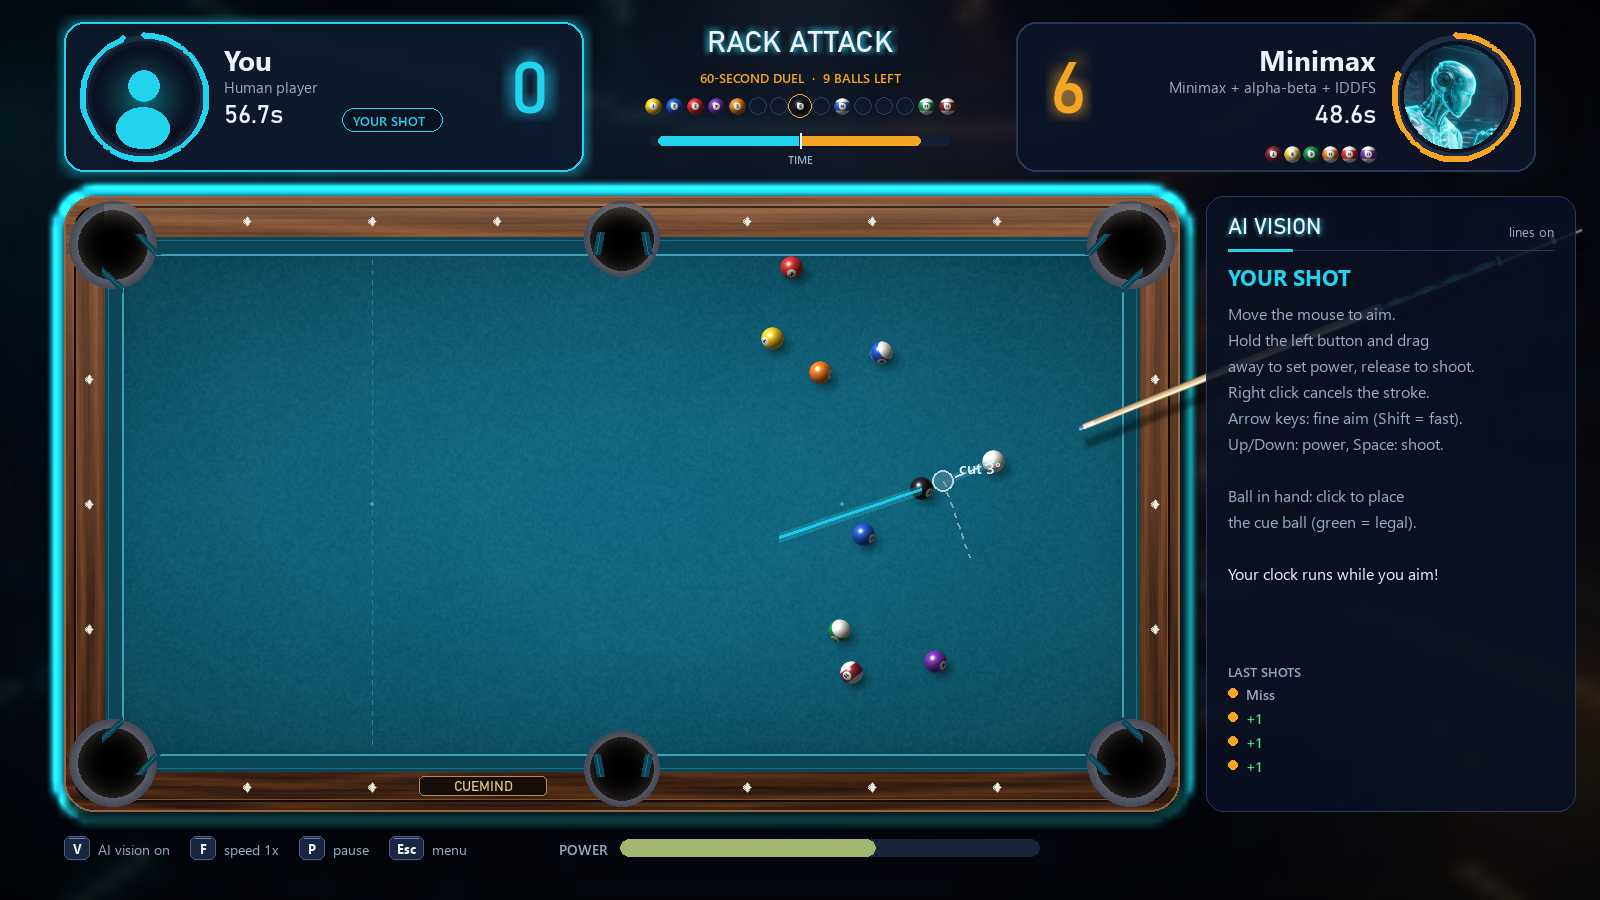 You
Human player
56.7s
YOUR SHOT
0
RACK ATTACK
60-SECOND DUEL · 9 BALLS LEFT
TIME
6
Minimax
Minimax + alpha-beta + IDDFS
48.6s
AI VISION
lines on
YOUR SHOT
Move the mouse to aim.
Hold the left button and drag
away to set power, release to shoot.
Right click cancels the stroke.
Arrow keys: fine aim (Shift = fast).
Up/Down: power, Space: shoot.
Ball in hand: click to place
the cue ball (green = legal).
Your clock runs while you aim!
LAST SHOTS
Miss
+1
+1
+1
cut 3°
CUEMIND
V AI vision on F speed 1x P pause Esc menu
POWER